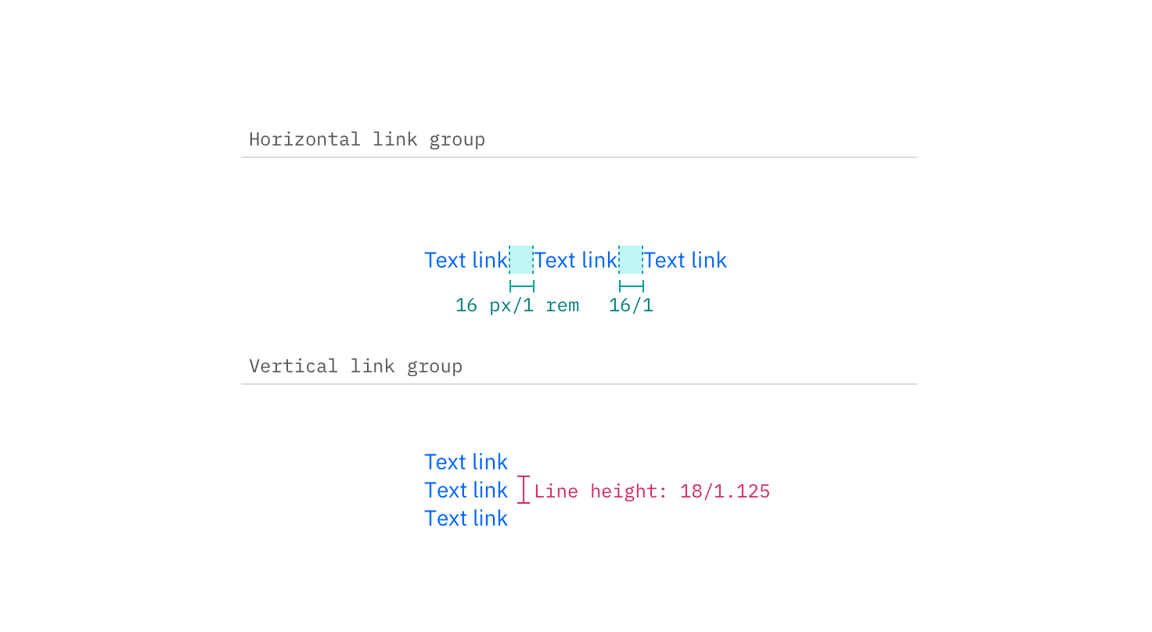 Horizontal link group
Text link Text link Text link
16 px/1 rem 16/1
Vertical link group
Text link
Text link Line height: 18/1.125
Text link